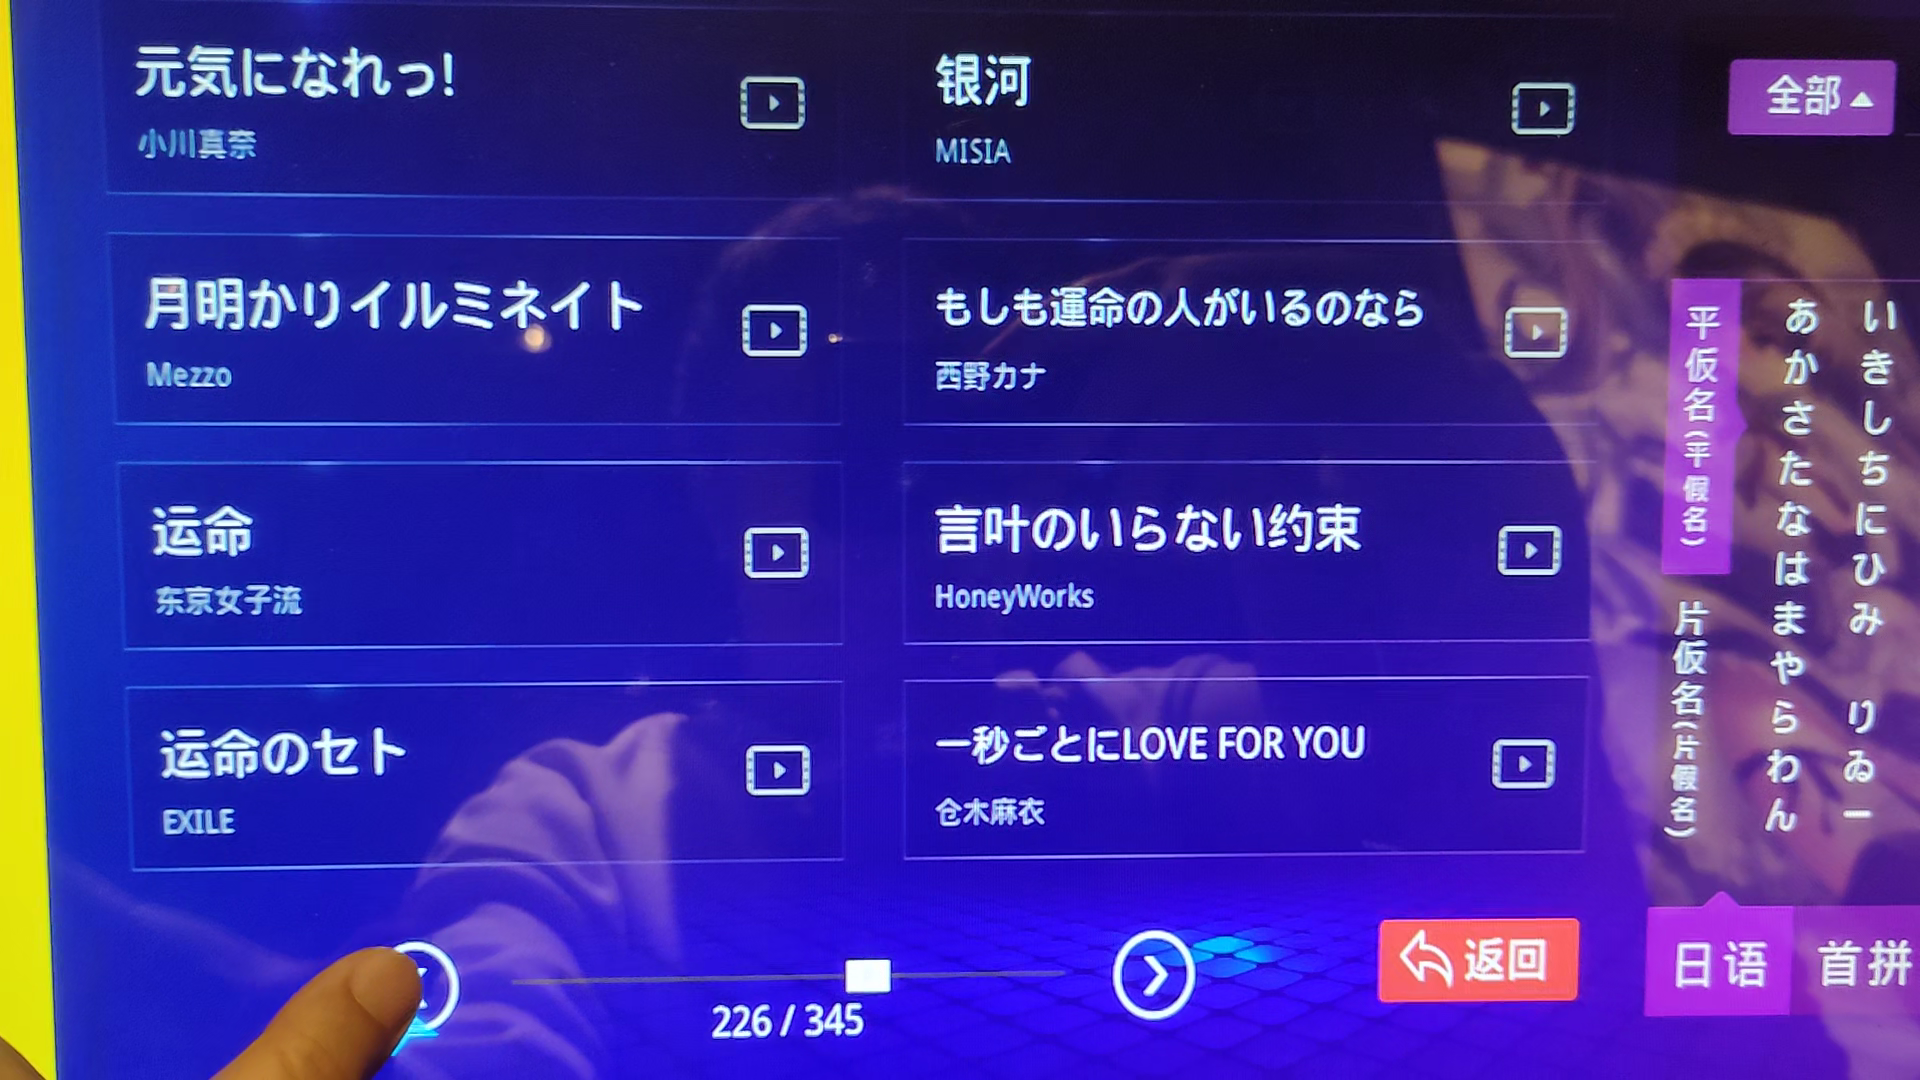 元気になれっ!
小川真奈
银河
MISIA
全部
月明かりイルミネイト
Mezzo
もしも運命の人がいるのなら
西野カナ
运命
东京女子流
言叶のいらない约束
HoneyWorks
运命のセト
EXILE
一秒ごとにLOVE FOR YOU
仓木麻衣
平仮名(平假名)
片仮名(片假名)
あかさたなはまやらわん
いきしちにひみ りゐー
226 / 345
返回
日语
首拼